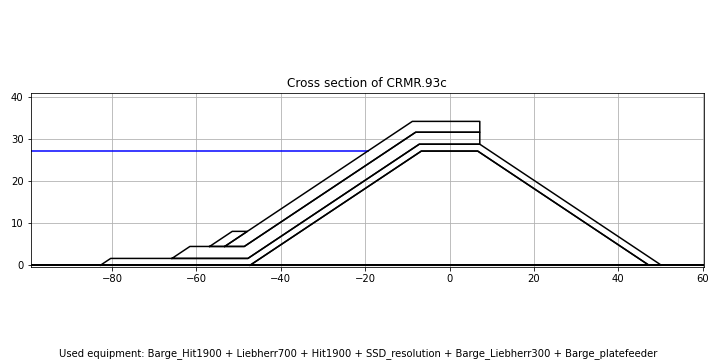 Cross section of CRMR.93c
40
30
20
10
0
−80 −60 −40 −20 0 20 40 60
Used equipment: Barge_Hit1900 + Liebherr700 + Hit1900 + SSD_resolution + Barge_Liebherr300 + Barge_platefeeder